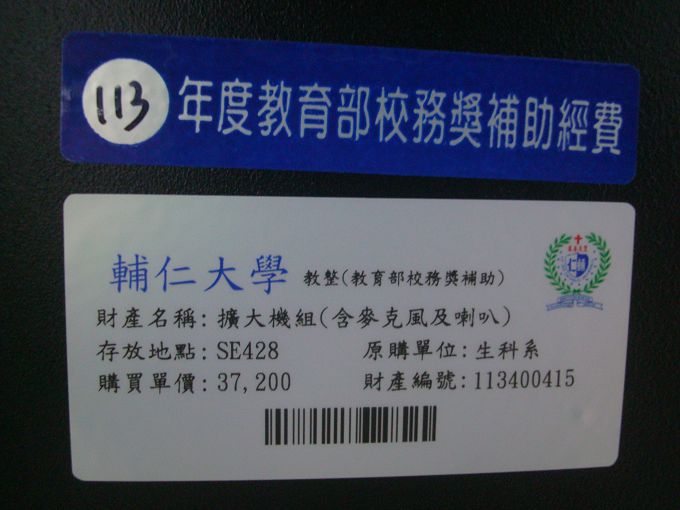 113年度教育部校務獎補助經費
輔仁大學 教整(教育部校務獎補助)
財產名稱: 擴大機組(含麥克風及喇叭)
存放地點: SE428 原購單位: 生科系
購買單價: 37,200 財產編號: 113400415